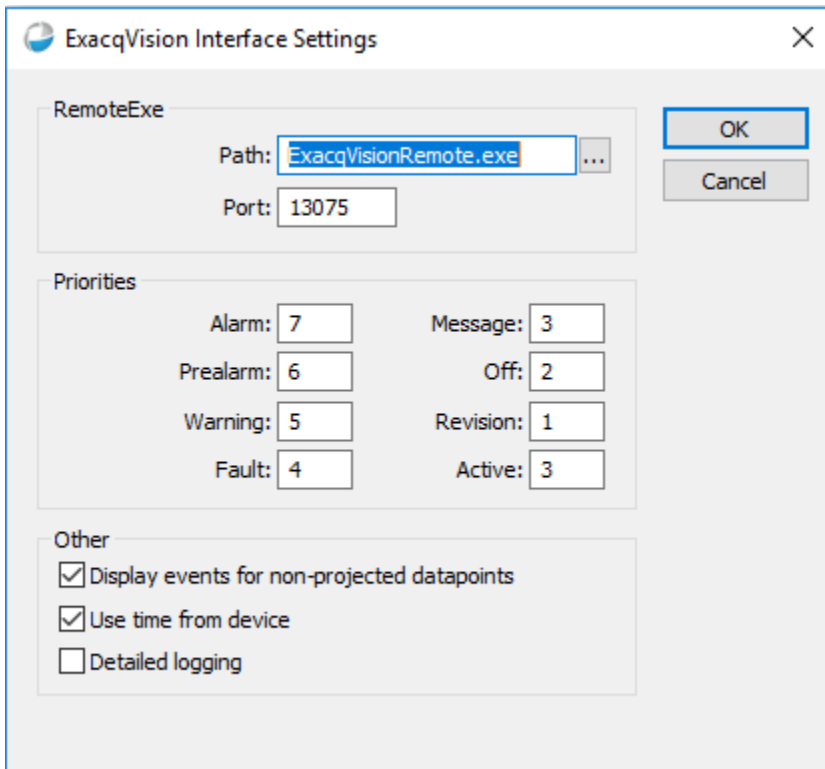 ExacqVision Interface Settings
RemoteExe
Path: ExacqVisionRemote.exe ...
Port: 13075
OK
Cancel
Priorities
Alarm: 7 Message: 3
Prealarm: 6 Off: 2
Warning: 5 Revision: 1
Fault: 4 Active: 3
Other
Display events for non-projected datapoints
Use time from device
Detailed logging